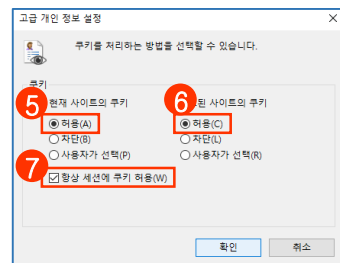 고급 개인 정보 설정
쿠키를 처리하는 방법을 선택할 수 있습니다.
쿠키
5 현재 사이트의 쿠키
6 된 사이트의 쿠키
허용(A)
허용(C)
차단(B)
차단(L)
사용자가 선택(P)
사용자가 선택(R)
7
항상 세션에 쿠키 허용(W)
확인
취소